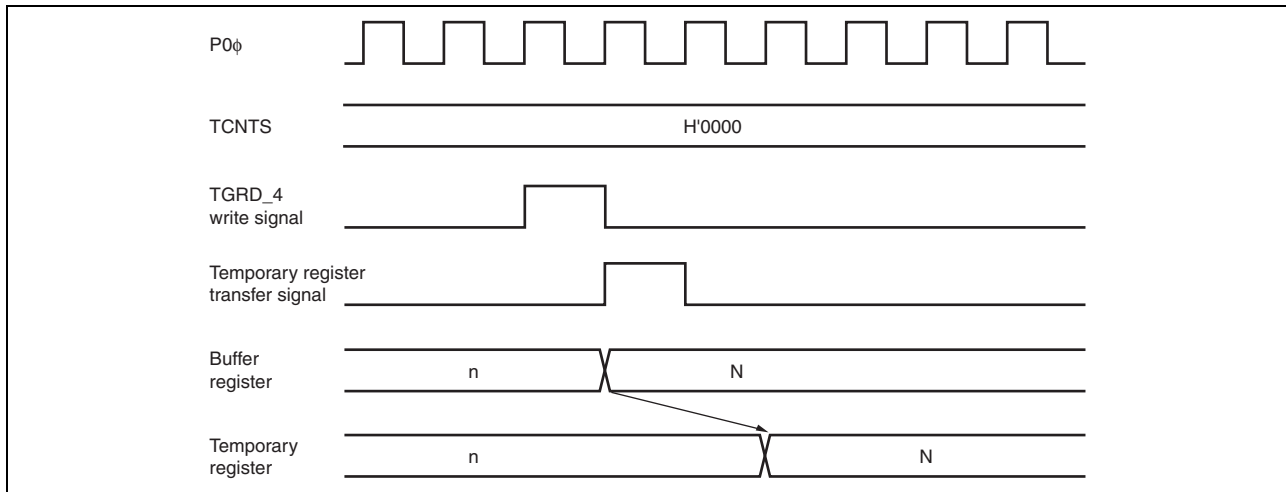 P0ϕ
TCNTS
H'0000
TGRD_4
write signal
Temporary register
transfer signal
Buffer
register
n
N
Temporary
register
n
N